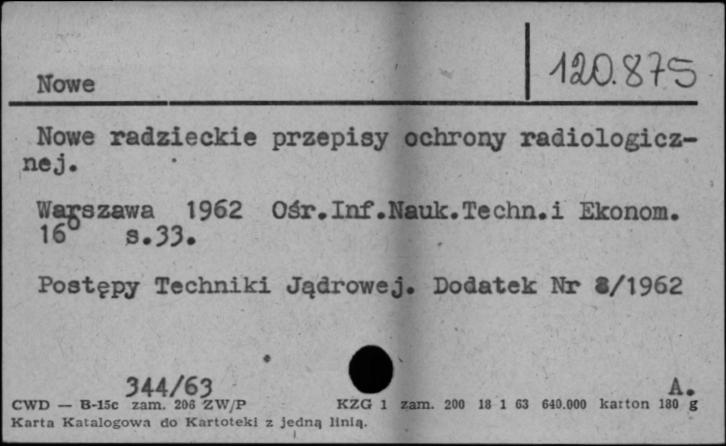 120.875
Nowe
Nowe radzieckie przepisy ochrony radiologicz-
nej.
Warszawa 1962 Ośr.Inf.Nauk.Techn.i Ekonom.
16° s.33.
Postępy Techniki Jądrowej. Dodatek Nr 8/1962
344/63 A.
CWD — B-15c zam. 206 ZW/P KZG 1 zam. 200 18 1 63 640.000 karton 180 g
Karta Katalogowa do Kartoteki z jedną linią.